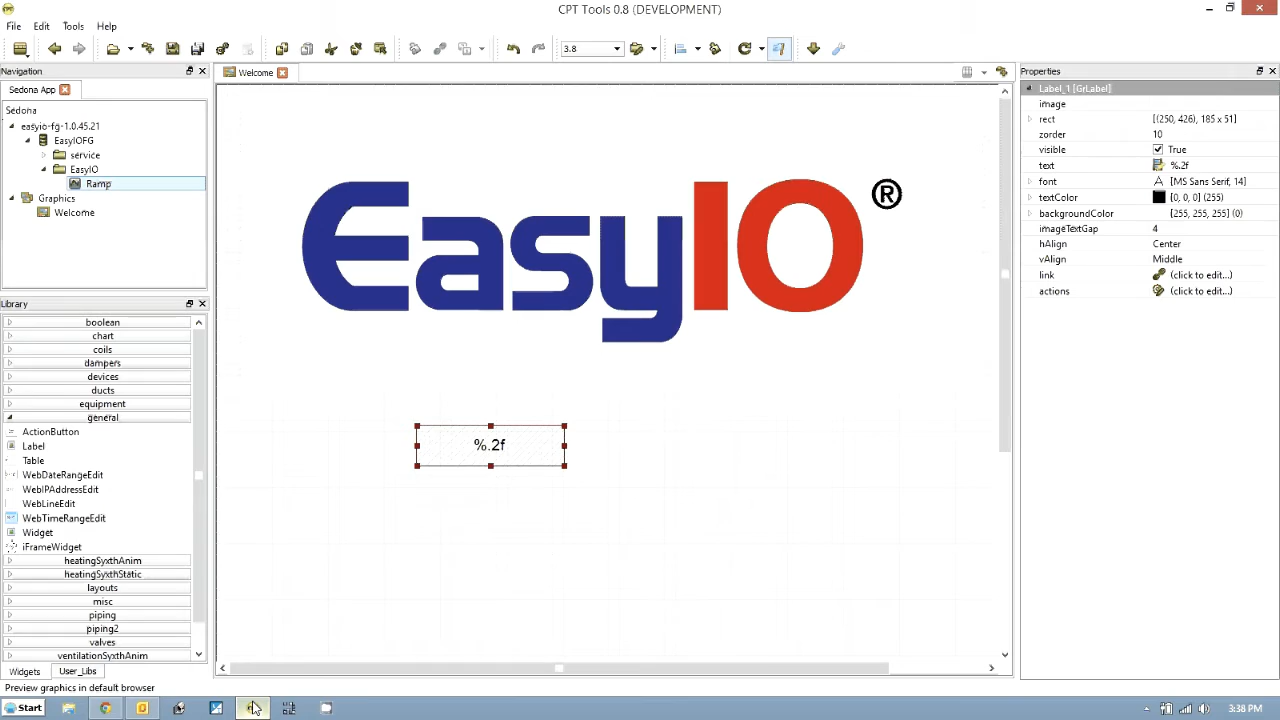 CPT Tools 0.8 (DEVELOPMENT)
File Edit Tools Help
3.8
Navigation
Sedona App
Sedona
easyio-fg-1.0.45.21
EasyIOFG
service
EasyIO
Ramp
Graphics
Welcome
Library
boolean
chart
coils
dampers
devices
ducts
equipment
general
ActionButton
Label
Table
WebDateRangeEdit
WebIPAddressEdit
WebLineEdit
WebTimeRangeEdit
Widget
iFrameWidget
heatingSyxthAnim
heatingSyxthStatic
layouts
misc
piping
piping2
valves
ventilationSyxthAnim
Widgets User_Libs
Welcome
EasyIO®
%.2f
Properties
Label_1 [GrLabel]
image
rect [(250, 426), 185 x 51]
zorder 10
visible True
text %.2f
font A [MS Sans Serif, 14]
textColor [0, 0, 0] (255)
backgroundColor [255, 255, 255] (0)
imageTextGap 4
hAlign Center
vAlign Middle
link (click to edit...)
actions (click to edit...)
Preview graphics in default browser
Start
3:38 PM